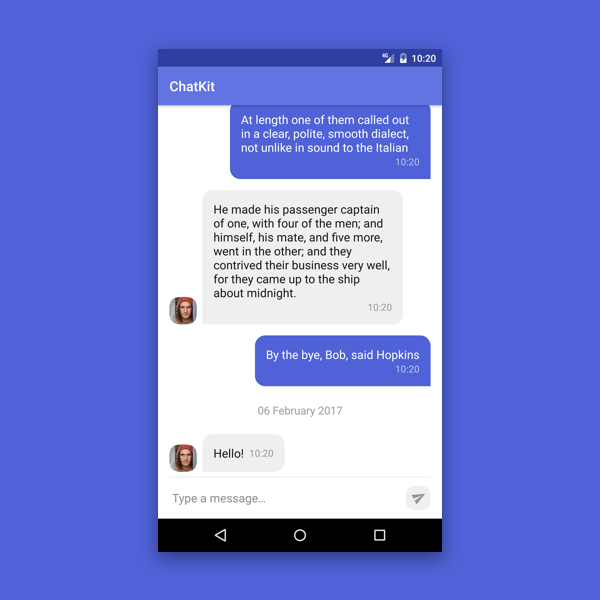 4G 10:20
ChatKit
At length one of them called out
in a clear, polite, smooth dialect,
not unlike in sound to the Italian
10:20
He made his passenger captain
of one, with four of the men; and
himself, his mate, and five more,
went in the other; and they
contrived their business very well,
for they came up to the ship
about midnight.
10:20
By the bye, Bob, said Hopkins
10:20
06 February 2017
Hello! 10:20
Type a message...